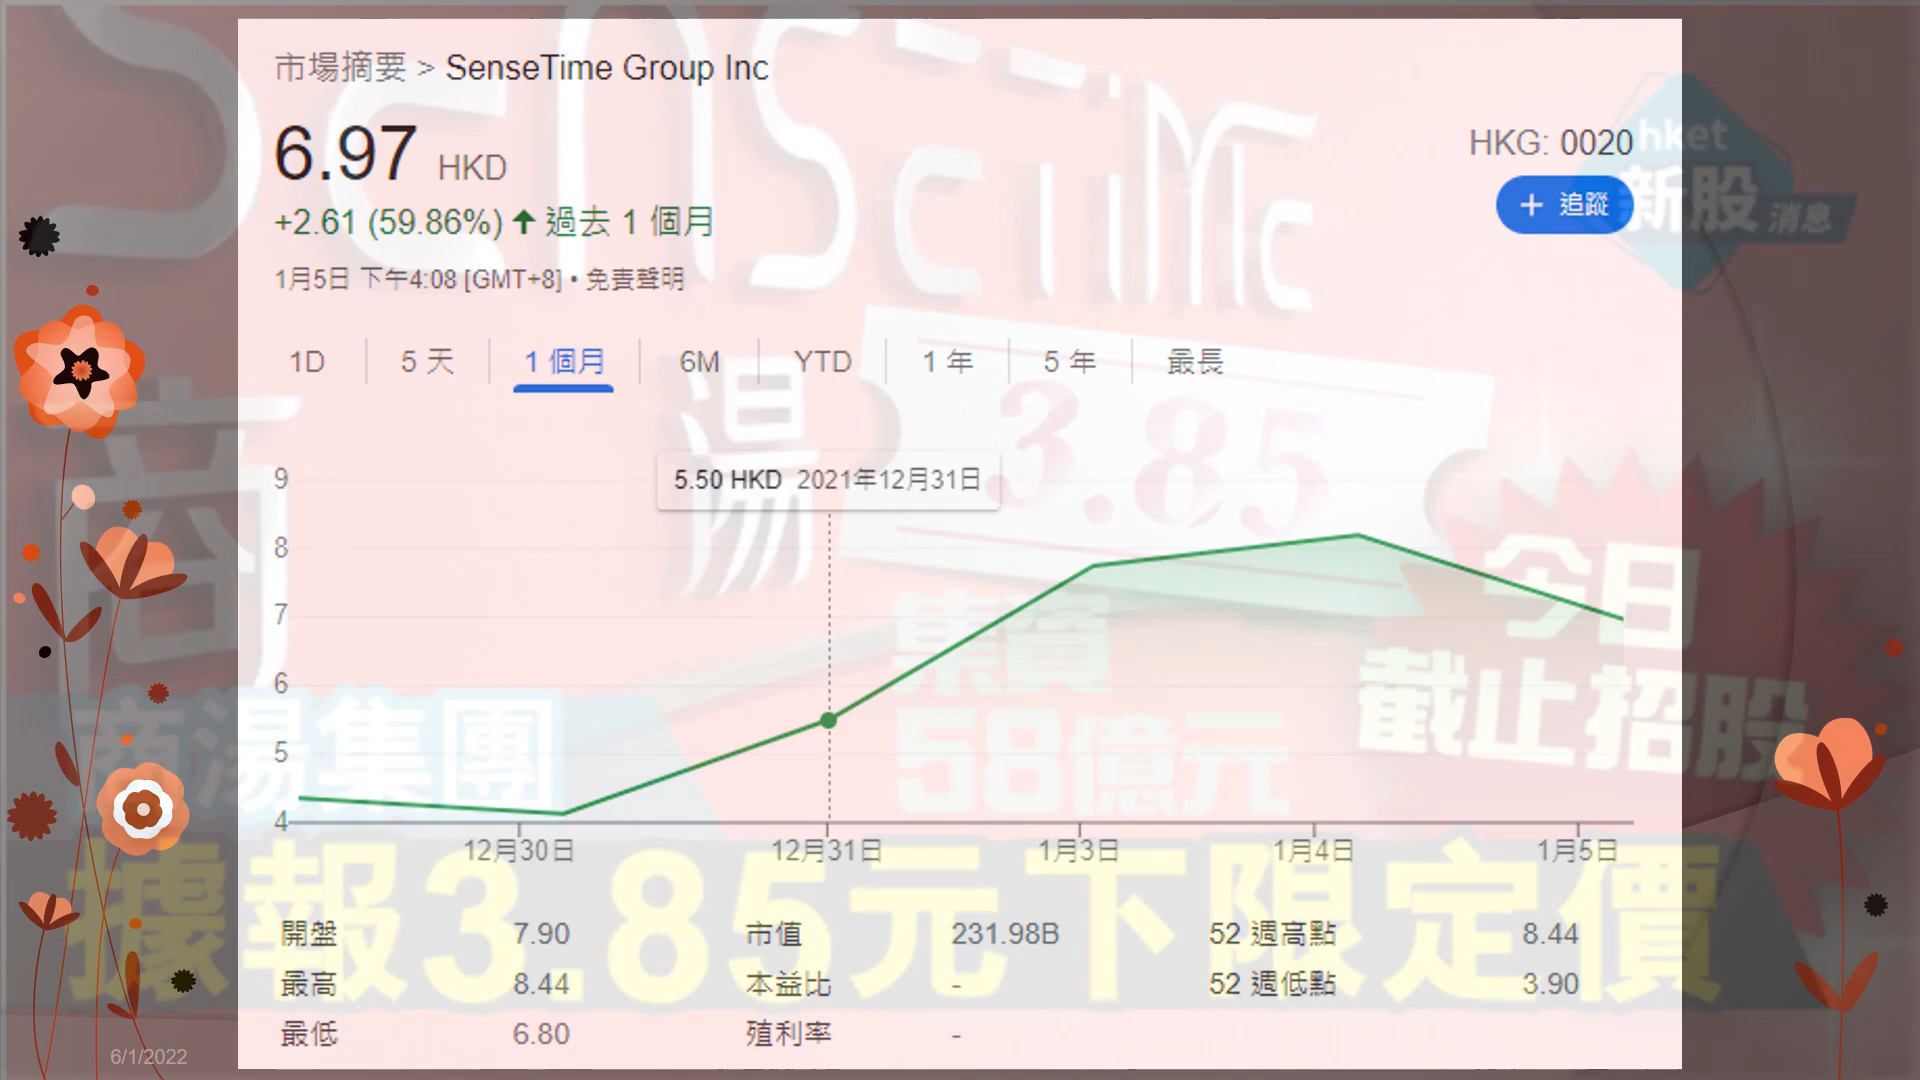 市場摘要 > SenseTime Group Inc
6.97 HKD
HKG: 0020
hket
+2.61 (59.86%) 過去 1 個月
+ 追蹤
新股 消息
1月5日 下午4:08 [GMT+8] • 免責聲明
SenseTime
1D 5 天 1 個月 6M YTD 1 年 5 年 最長
商湯
3.85
5.50 HKD 2021年12月31日
9
8
7
6
5
4
今日
截止招股
集資
58億元
商湯集團
12月30日 12月31日 1月3日 1月4日 1月5日
據報3.85元下限定價
開盤 7.90 市值 231.98B 52 週高點 8.44
最高 8.44 本益比 - 52 週低點 3.90
最低 6.80 殖利率 -
6/1/2022